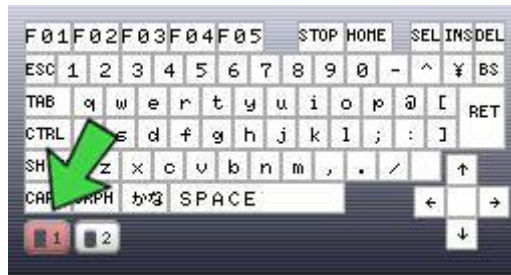 F01 F02 F03 F04 F05 STOP HOME SEL INS DEL
ESC 1 2 3 4 5 6 7 8 9 0 - ^ ¥ BS
TAB q w e r t y u i o p @ [ RET
CTRL s d f g h j k l ; : ]
z x c v b n m , . / ↑
かな SPACE ← →
1 2 ↓